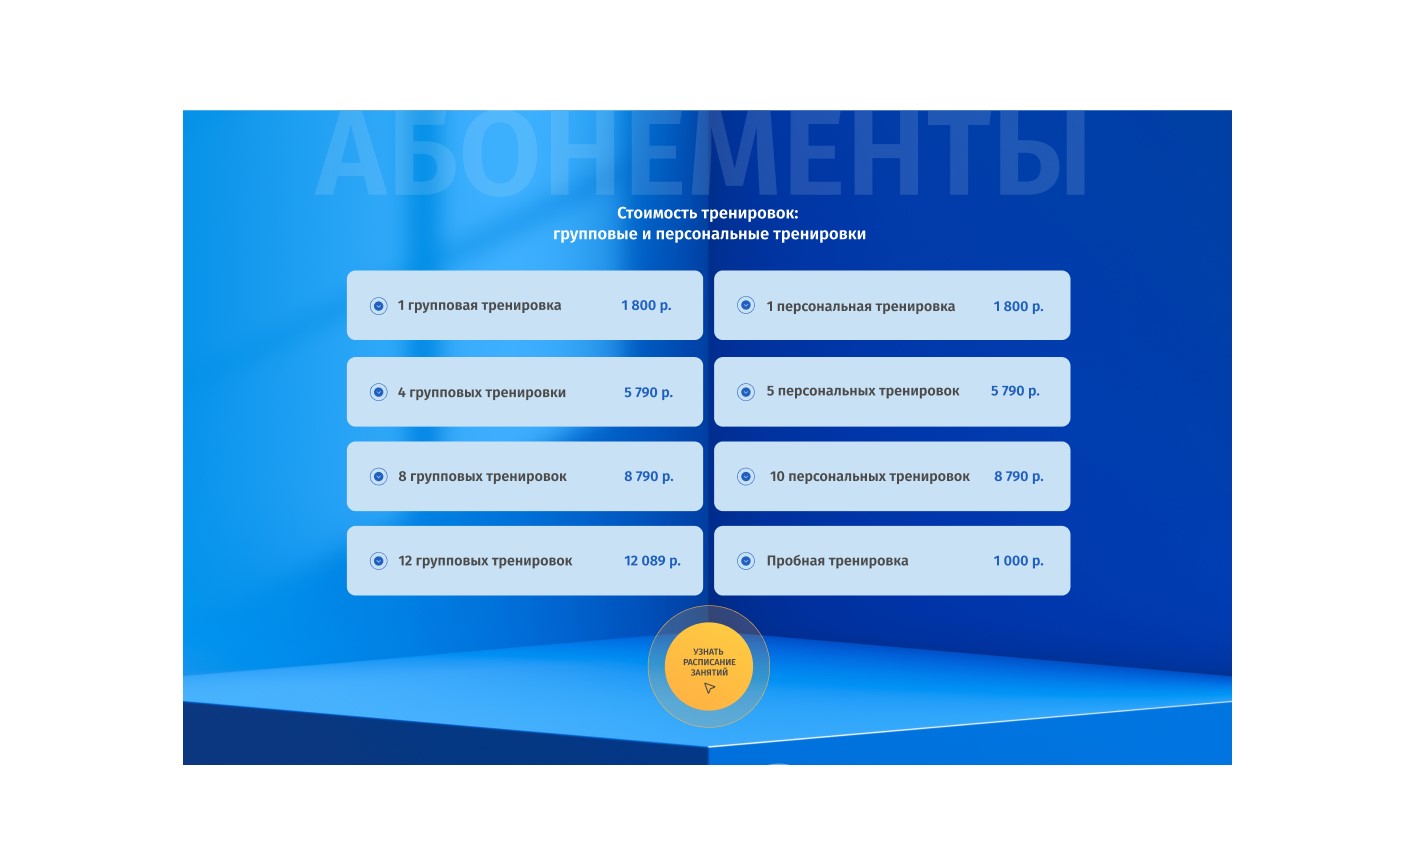 АБОНЕМЕНТЫ
Стоимость тренировок:
групповые и персональные тренировки
1 групповая тренировка 1 800 р.
1 персональная тренировка 1 800 р.
4 групповых тренировки 5 790 р.
5 персональных тренировок 5 790 р.
8 групповых тренировок 8 790 р.
10 персональных тренировок 8 790 р.
12 групповых тренировок 12 089 р.
Пробная тренировка 1 000 р.
УЗНАТЬ
РАСПИСАНИЕ
ЗАНЯТИЙ